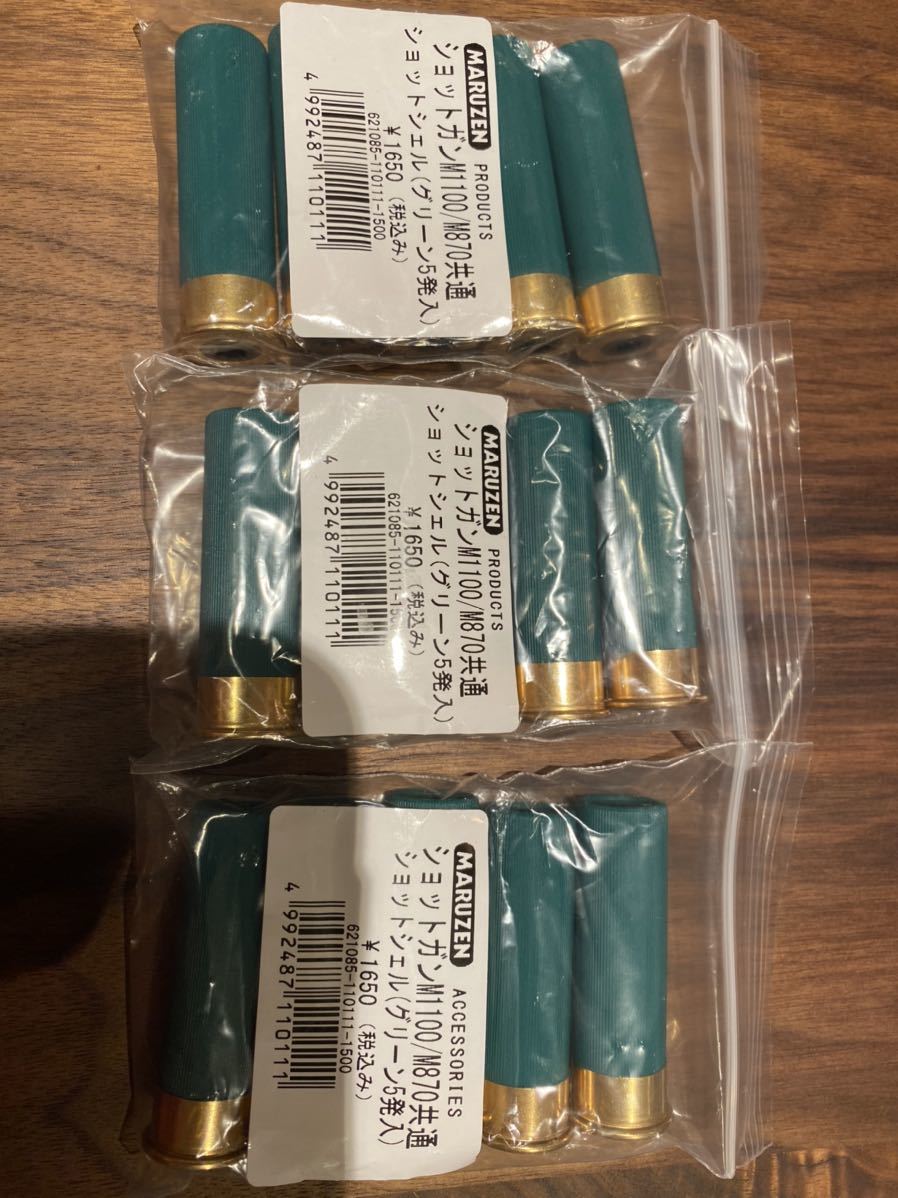 MARUZEN PRODUCTS
ショットガンM1100/M870共通
ショットシェル(グリーン5発入)
¥1650 (税込み)
621085-110111-1500
4 992487 110111
MARUZEN PRODUCTS
ショットガンM1100/M870共通
ショットシェル(グリーン5発入)
¥1650 (税込み)
621085-110111-1500
4 992487 110111
MARUZEN ACCESSORIES
ショットガンM1100/M870共通
ショットシェル(グリーン5発入)
¥1650 (税込み)
621085-110111-1500
4 992487 110111